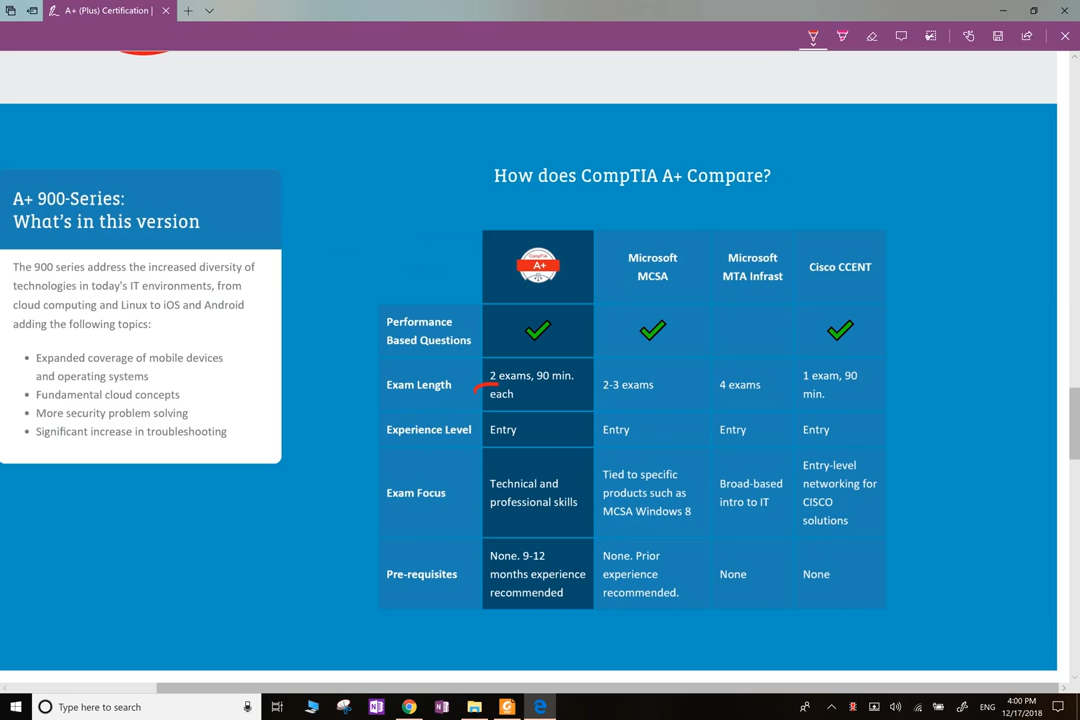 A+ (Plus) Certification |
A+ 900-Series:
What's in this version
The 900 series address the increased diversity of
technologies in today's IT environments, from
cloud computing and Linux to iOS and Android
adding the following topics:
Expanded coverage of mobile devices
and operating systems
Fundamental cloud concepts
More security problem solving
Significant increase in troubleshooting
How does CompTIA A+ Compare?
CompTIA
A+
Microsoft
MCSA
Microsoft
MTA Infrast
Cisco CCENT
Performance
Based Questions
Exam Length
2 exams, 90 min.
each
2-3 exams
4 exams
1 exam, 90
min.
Experience Level
Entry
Entry
Entry
Entry
Exam Focus
Technical and
professional skills
Tied to specific
products such as
MCSA Windows 8
Broad-based
intro to IT
Entry-level
networking for
CISCO
solutions
Pre-requisites
None. 9-12
months experience
recommended
None. Prior
experience
recommended.
None
None
Type here to search
ENG
4:00 PM
12/17/2018